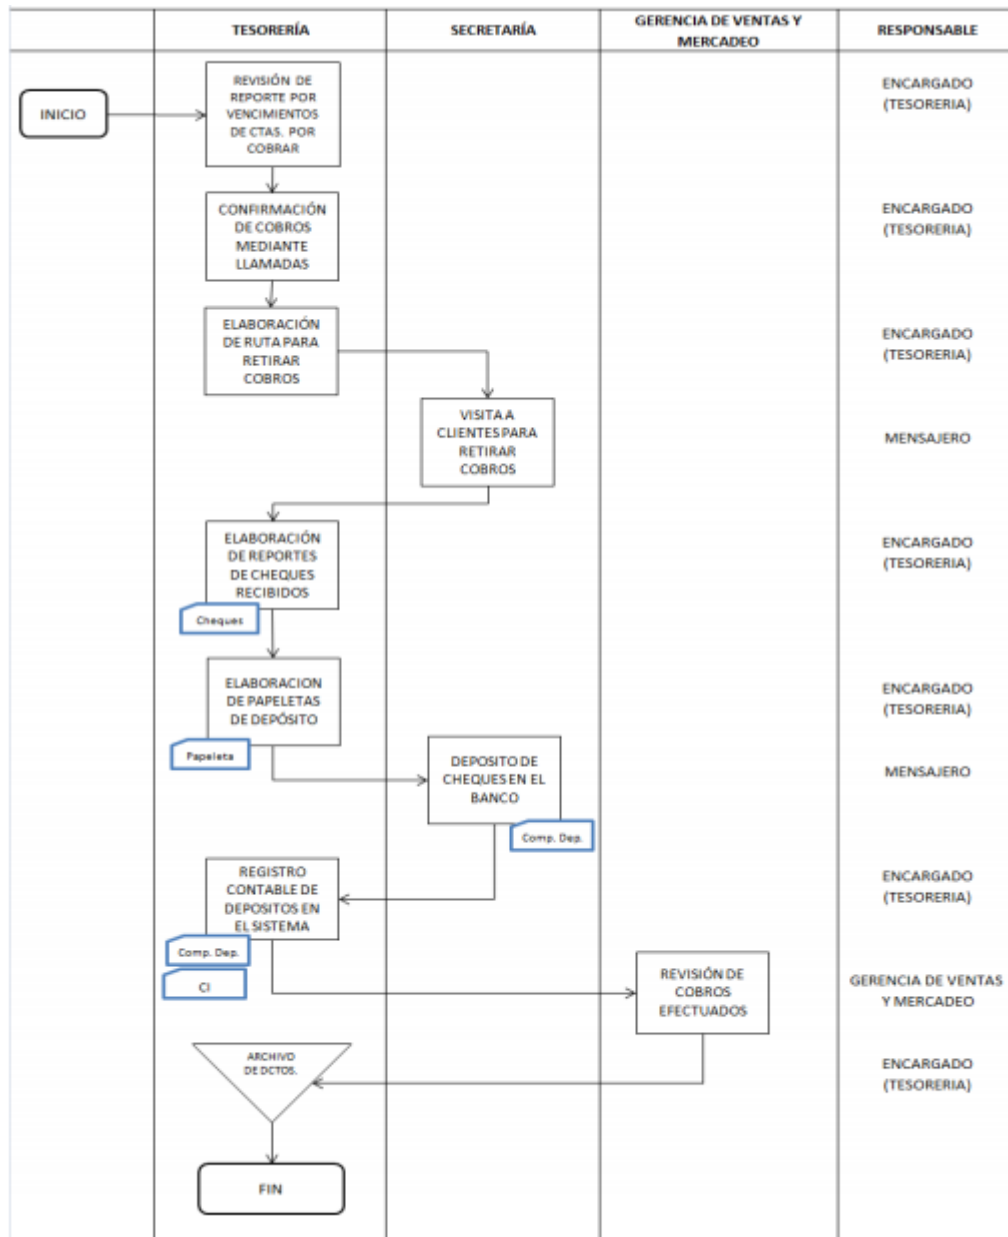 TESORERÍA
SECRETARÍA
GERENCIA DE VENTAS Y
MERCADEO
RESPONSABLE
INICIO
REVISIÓN DE
REPORTE POR
VENCIMIENTOS
DE CTAS. POR
COBRAR
ENCARGADO
(TESORERIA)
CONFIRMACIÓN
DE COBROS
MEDIANTE
LLAMADAS
ENCARGADO
(TESORERIA)
ELABORACIÓN
DE RUTA PARA
RETIRAR
COBROS
ENCARGADO
(TESORERIA)
VISITA A
CLIENTES PARA
RETIRAR
COBROS
MENSAJERO
ELABORACIÓN
DE REPORTES
DE CHEQUES
RECIBIDOS
Cheques
ENCARGADO
(TESORERIA)
ELABORACION
DE PAPELETAS
DE DEPÓSITO
Papeleta
ENCARGADO
(TESORERIA)
DEPOSITO DE
CHEQUES EN EL
BANCO
Comp. Dep.
MENSAJERO
REGISTRO
CONTABLE DE
DEPOSITOS EN
EL SISTEMA
Comp. Dep.
CI
ENCARGADO
(TESORERIA)
REVISIÓN DE
COBROS
EFECTUADOS
GERENCIA DE VENTAS
Y MERCADEO
ARCHIVO
DE DCTOS.
ENCARGADO
(TESORERIA)
FIN